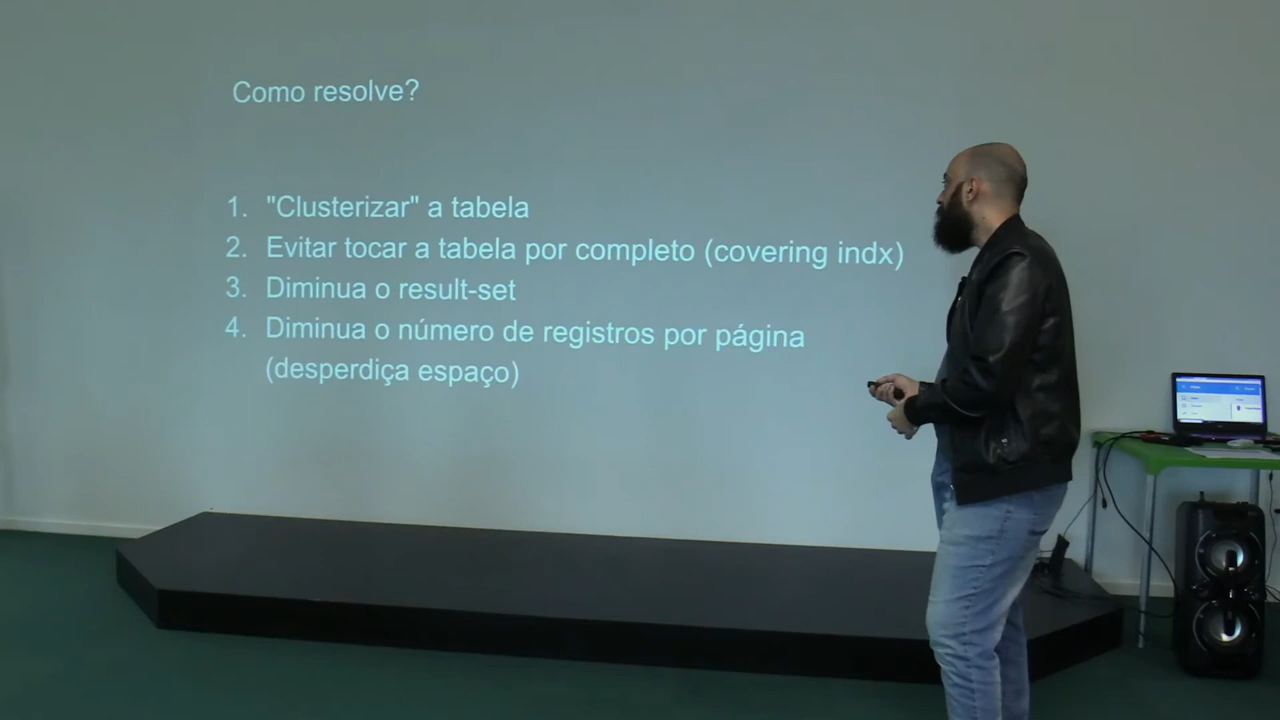 Como resolve?
1. "Clusterizar" a tabela
2. Evitar tocar a tabela por completo (covering indx)
3. Diminua o result-set
4. Diminua o número de registros por página
(desperdiça espaço)